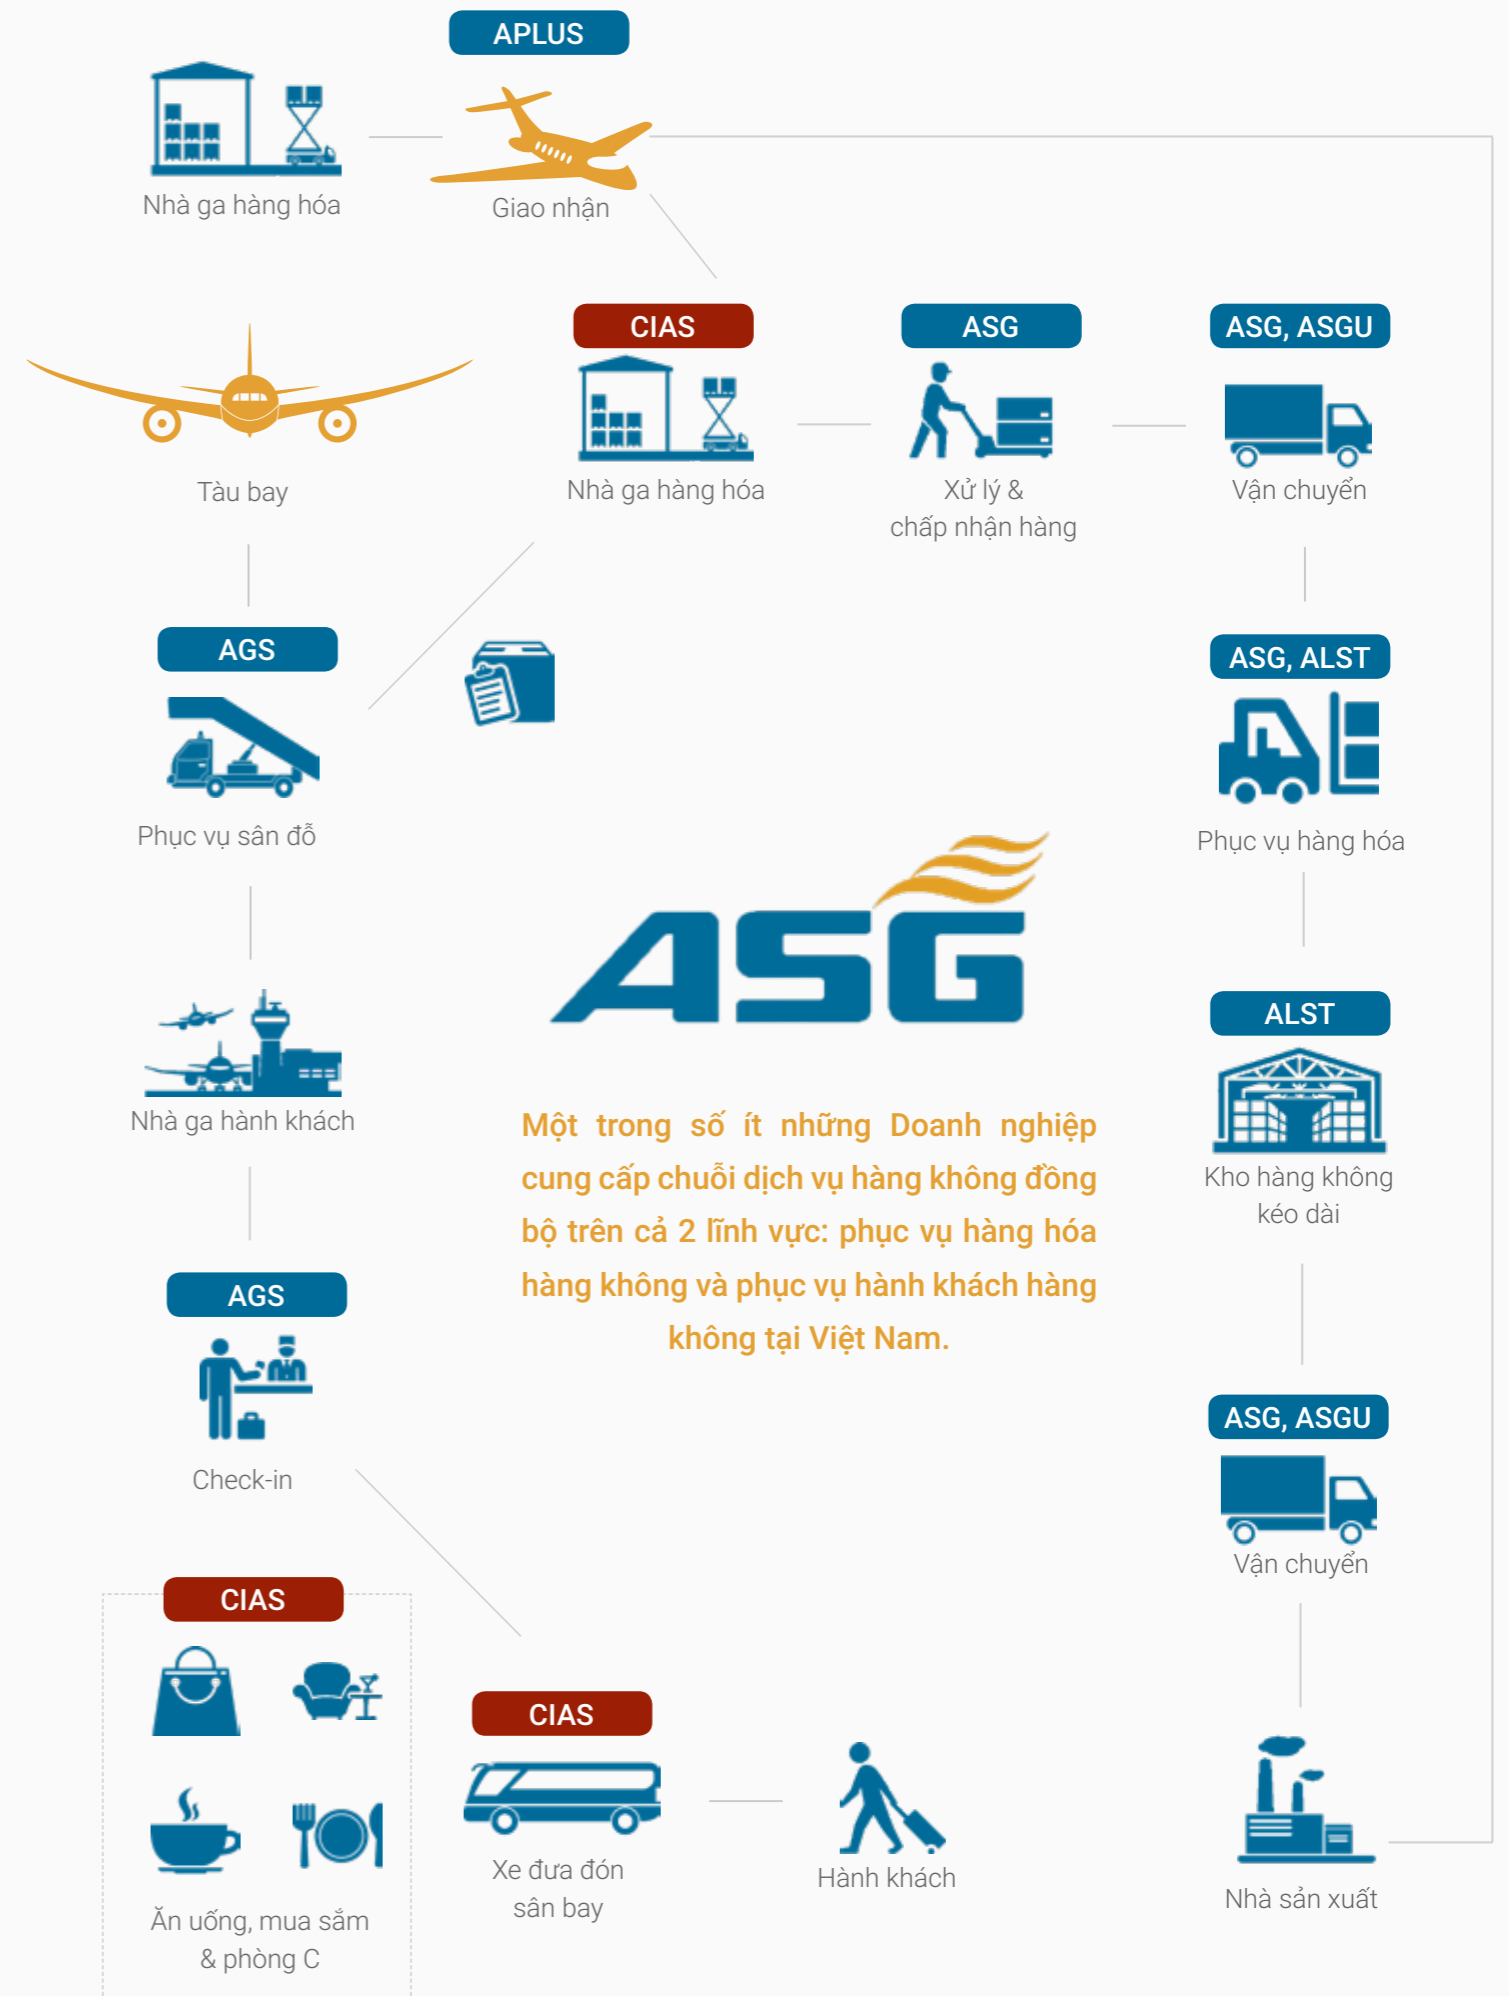 APLUS
Nhà ga hàng hóa
Giao nhận
CIAS
ASG
ASG, ASGU
Tàu bay
Nhà ga hàng hóa
Xử lý &
chấp nhận hàng
Vận chuyển
AGS
ASG, ALST
Phục vụ sân đỗ
Phục vụ hàng hóa
ASG
ALST
Nhà ga hành khách
Một trong số ít những Doanh nghiệp
cung cấp chuỗi dịch vụ hàng không đồng
bộ trên cả 2 lĩnh vực: phục vụ hàng hóa
hàng không và phục vụ hành khách hàng
không tại Việt Nam.
Kho hàng không
kéo dài
AGS
Check-in
ASG, ASGU
Vận chuyển
CIAS
CIAS
Xe đưa đón
sân bay
Hành khách
Nhà sản xuất
Ăn uống, mua sắm
& phòng C